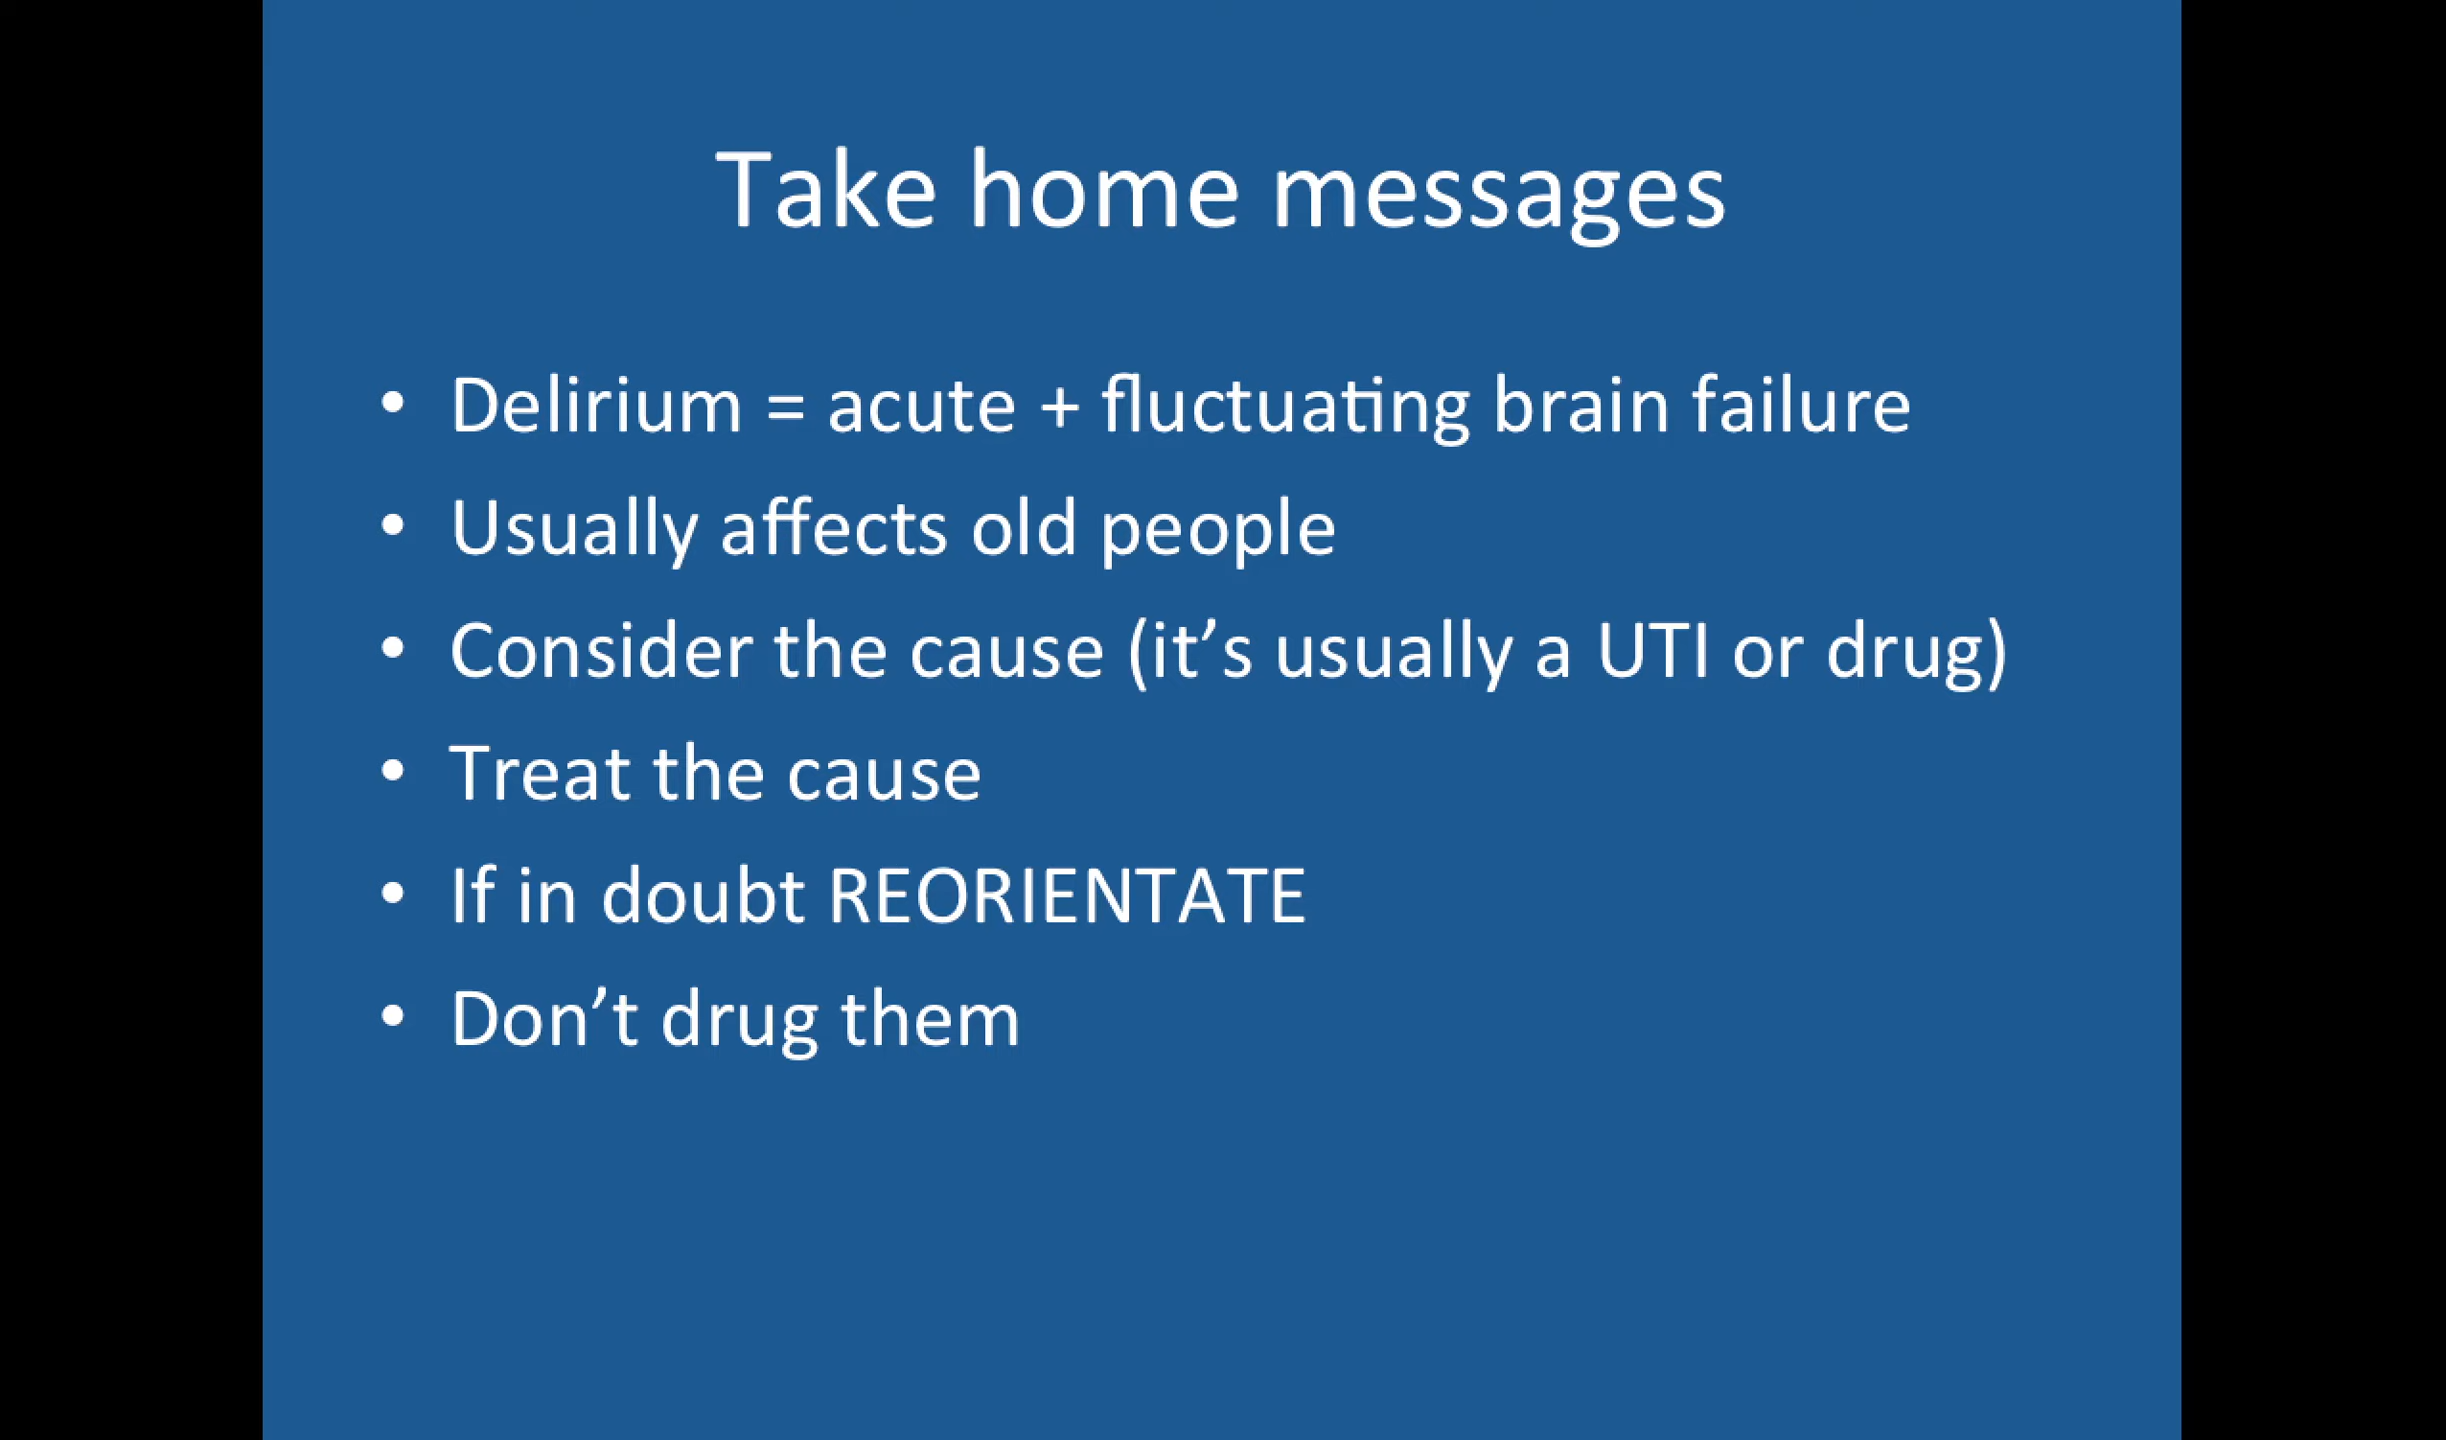 Take home messages
• Delirium = acute + fluctuating brain failure
• Usually affects old people
• Consider the cause (it’s usually a UTI or drug)
• Treat the cause
• If in doubt REORIENTATE
• Don’t drug them